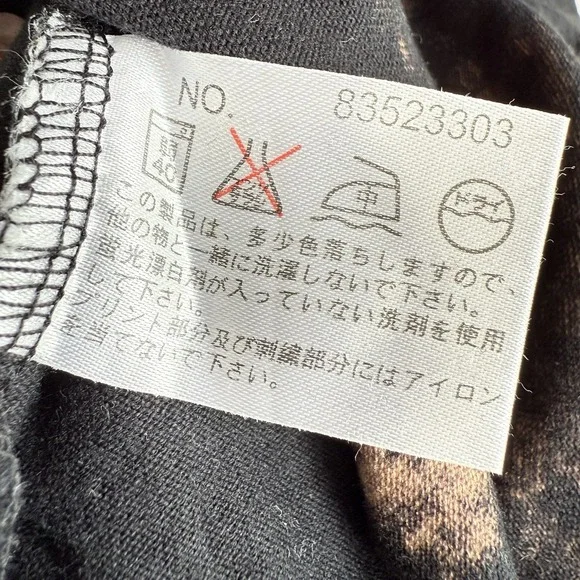 NO. 83523303
40 中 ドライ
この製品は、多少色落ちしますので、
他の物と一緒に洗濯しないで下さい。
蛍光漂白剤が入っていない洗剤を使用
して下さい。
プリント部分及び刺繍部分にはアイロン
を当てないで下さい。